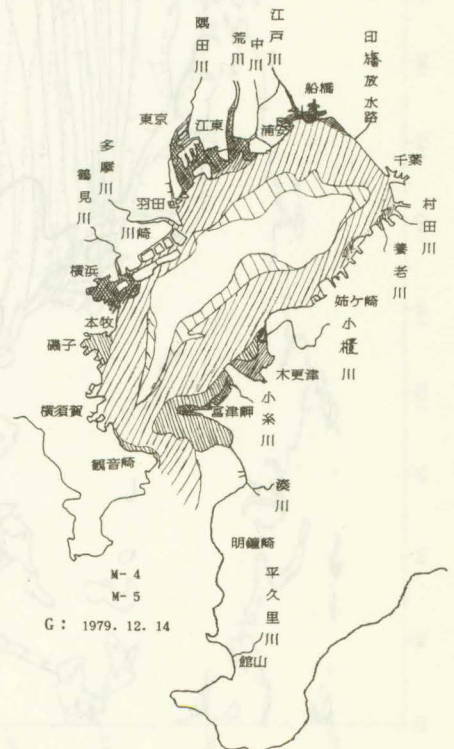 隅田川
荒川
中川
江戸川
船橋
印旛放水路
東京
江東
浦安
千葉
多摩川
鶴見川
羽田
川崎
村田川
養老川
横浜
本牧
磯子
姉ケ崎
小櫃川
木更津
横須賀
富津岬
小糸川
観音崎
湊川
明鐘崎
M-4
M-5
平久里川
G: 1979. 12. 14
館山